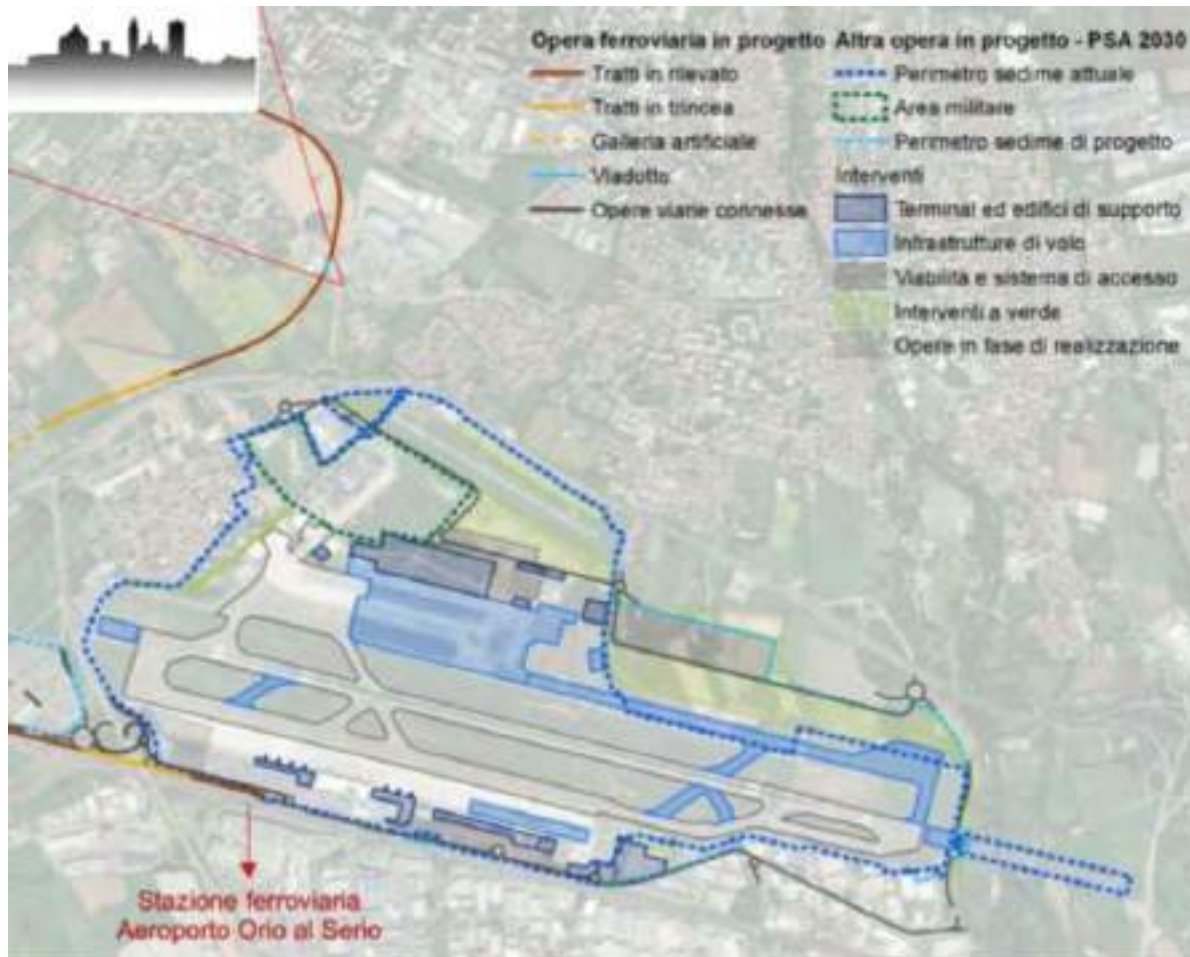 Opera ferroviaria in progetto
Tratti in rilevato
Tratti in trincea
Galleria artificiale
Viadotto
Opere viarie connesse
Altra opera in progetto - PSA 2030
Perimetro sedime attuale
Area militare
Perimetro sedime di progetto
Interventi
Terminal ed edifici di supporto
Infrastrutture di volo
Viabilità e sistema di accesso
Interventi a verde
Opere in fase di realizzazione
Stazione ferroviaria
Aeroporto Orio al Serio